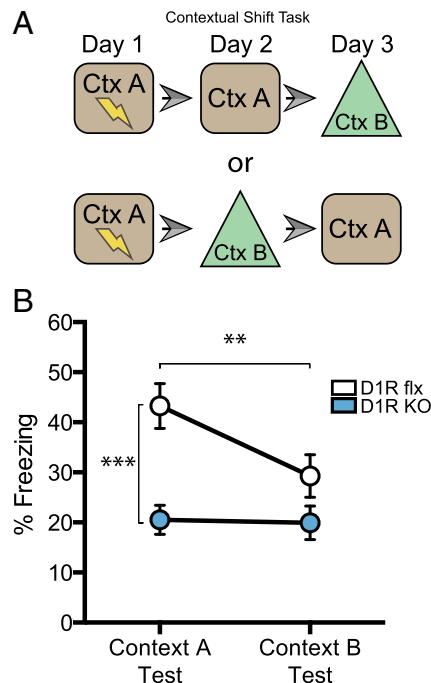 A
Contextual Shift Task
Day 1 Day 2 Day 3
Ctx A
Ctx A
Ctx B
or
Ctx A
Ctx B
Ctx A
B
60
50
40
30
20
10
0
% Freezing
**
***
D1R flx
D1R KO
Context A
Test
Context B
Test